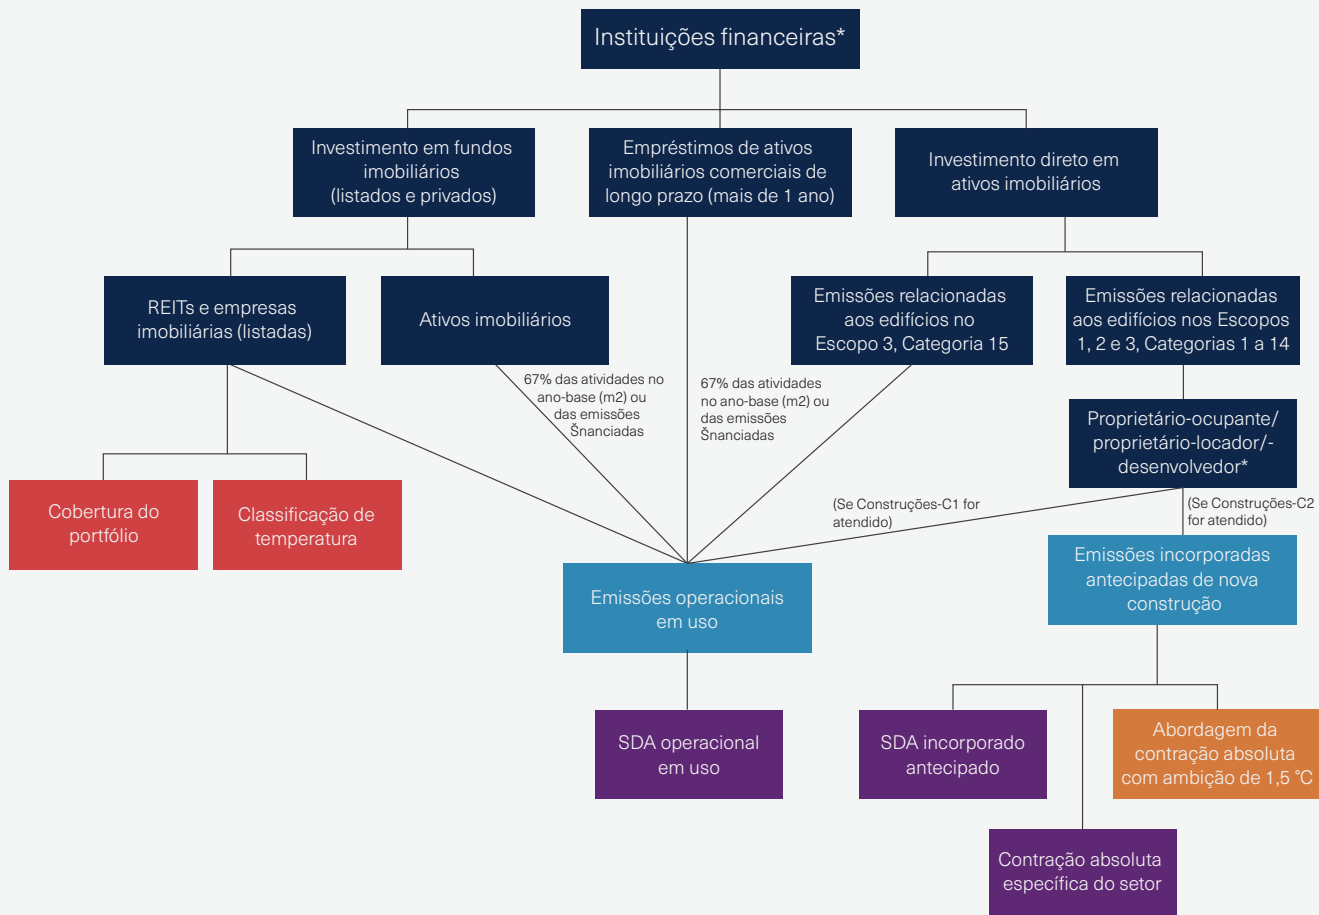 Instituições financeiras*
Investimento em fundos
imobiliários
(listados e privados)
Empréstimos de ativos
imobiliários comerciais de
longo prazo (mais de 1 ano)
Investimento direto em
ativos imobiliários
REITs e empresas
imobiliárias (listadas)
Ativos imobiliários
Emissões relacionadas
aos edifícios no
Escopo 3, Categoria 15
Emissões relacionadas
aos edifícios nos Escopos
1, 2 e 3, Categorias 1 a 14
67% das atividades no
ano-base (m2) ou
das emissões
Šnanciadas
67% das atividades
no ano-base (m2) ou
das emissões
Šnanciadas
Proprietário-ocupante/
proprietário-locador/-
desenvolvedor*
Cobertura do
portfólio
Classificação de
temperatura
(Se Construções-C1 for
atendido)
(Se Construções-C2
for atendido)
Emissões operacionais
em uso
Emissões incorporadas
antecipadas de nova
construção
SDA operacional
em uso
SDA incorporado
antecipado
Abordagem da
contração absoluta
com ambição de 1,5 °C
Contração absoluta
específica do setor